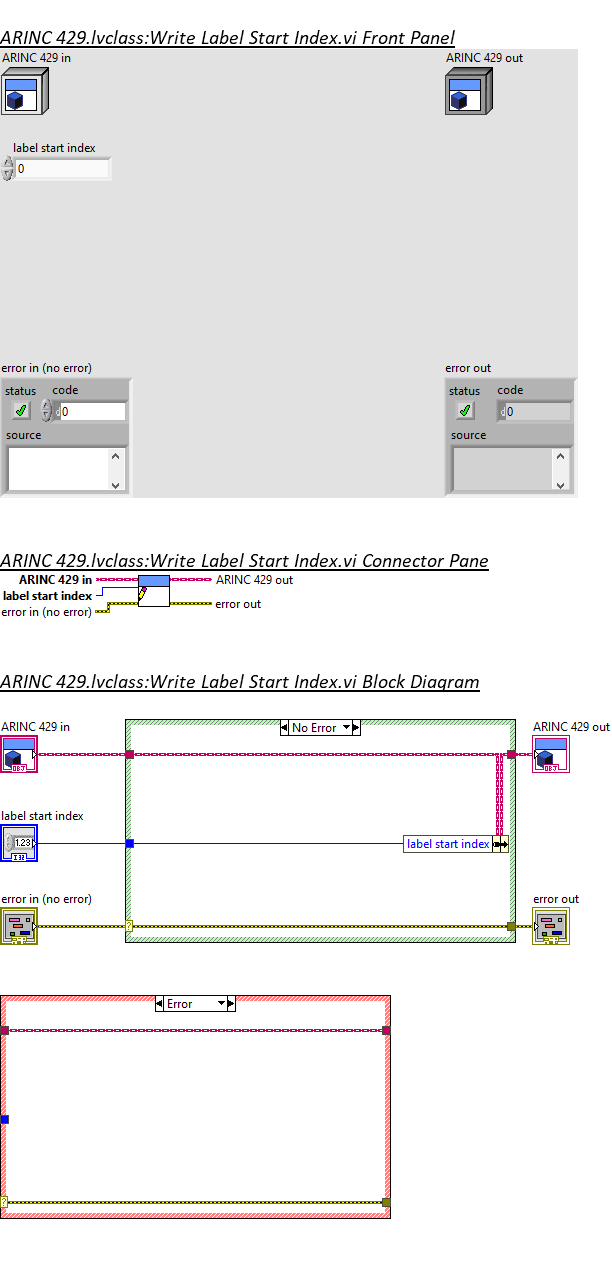 ARINC 429.lvclass:Write Label Start Index.vi Front Panel
ARINC 429 in
ARINC 429 out
label start index
0
error in (no error)
error out
status
code
status
code
d
0
d
0
source
source
ARINC 429.lvclass:Write Label Start Index.vi Connector Pane
ARINC 429 in
ARINC 429 out
label start index
error out
error in (no error)
ARINC 429.lvclass:Write Label Start Index.vi Block Diagram
No Error
ARINC 429 in
ARINC 429 out
OBJ
OBJ
label start index
1.23
label start index
I32
error in (no error)
error out
?
Error
?